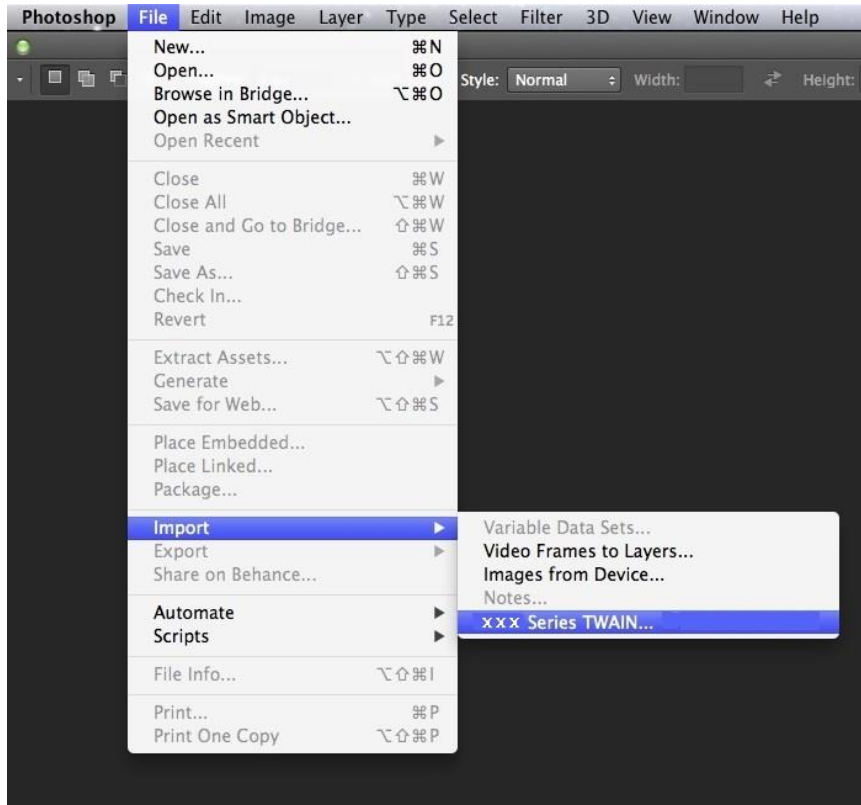 Photoshop File Edit Image Layer Type Select Filter 3D View Window Help
Style: Normal Width: Height:
New... ⌘N
Open... ⌘O
Browse in Bridge... ⌥⌘O
Open as Smart Object...
Open Recent ▶
Close ⌘W
Close All ⌥⌘W
Close and Go to Bridge... ⇧⌘W
Save ⌘S
Save As... ⇧⌘S
Check In...
Revert F12
Extract Assets... ⌥⇧⌘W
Generate ▶
Save for Web... ⌥⇧⌘S
Place Embedded...
Place Linked...
Package...
Import ▶
Export ▶
Share on Behance...
Automate ▶
Scripts ▶
File Info... ⌥⇧⌘I
Print... ⌘P
Print One Copy ⌥⇧⌘P
Variable Data Sets...
Video Frames to Layers...
Images from Device...
Notes...
xxx Series TWAIN...